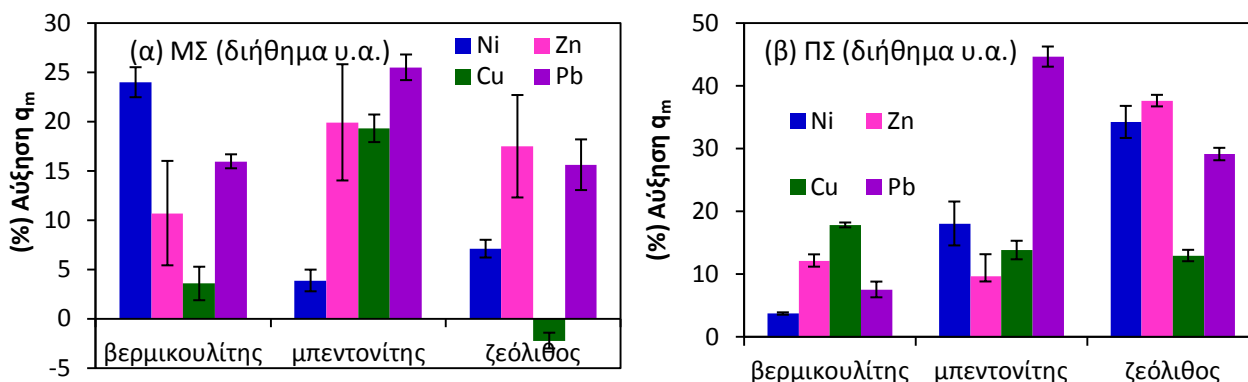 (%) Αύξηση qm
30
25
20
15
10
5
0
-5
(α) ΜΣ (διήθημα υ.α.)
Ni
Zn
Cu
Pb
βερμικουλίτης
μπεντονίτης
ζεόλιθος
(%) Αύξηση qm
50
40
30
20
10
0
(β) ΠΣ (διήθημα υ.α.)
Ni
Zn
Cu
Pb
βερμικουλίτης
μπεντονίτης
ζεόλιθος